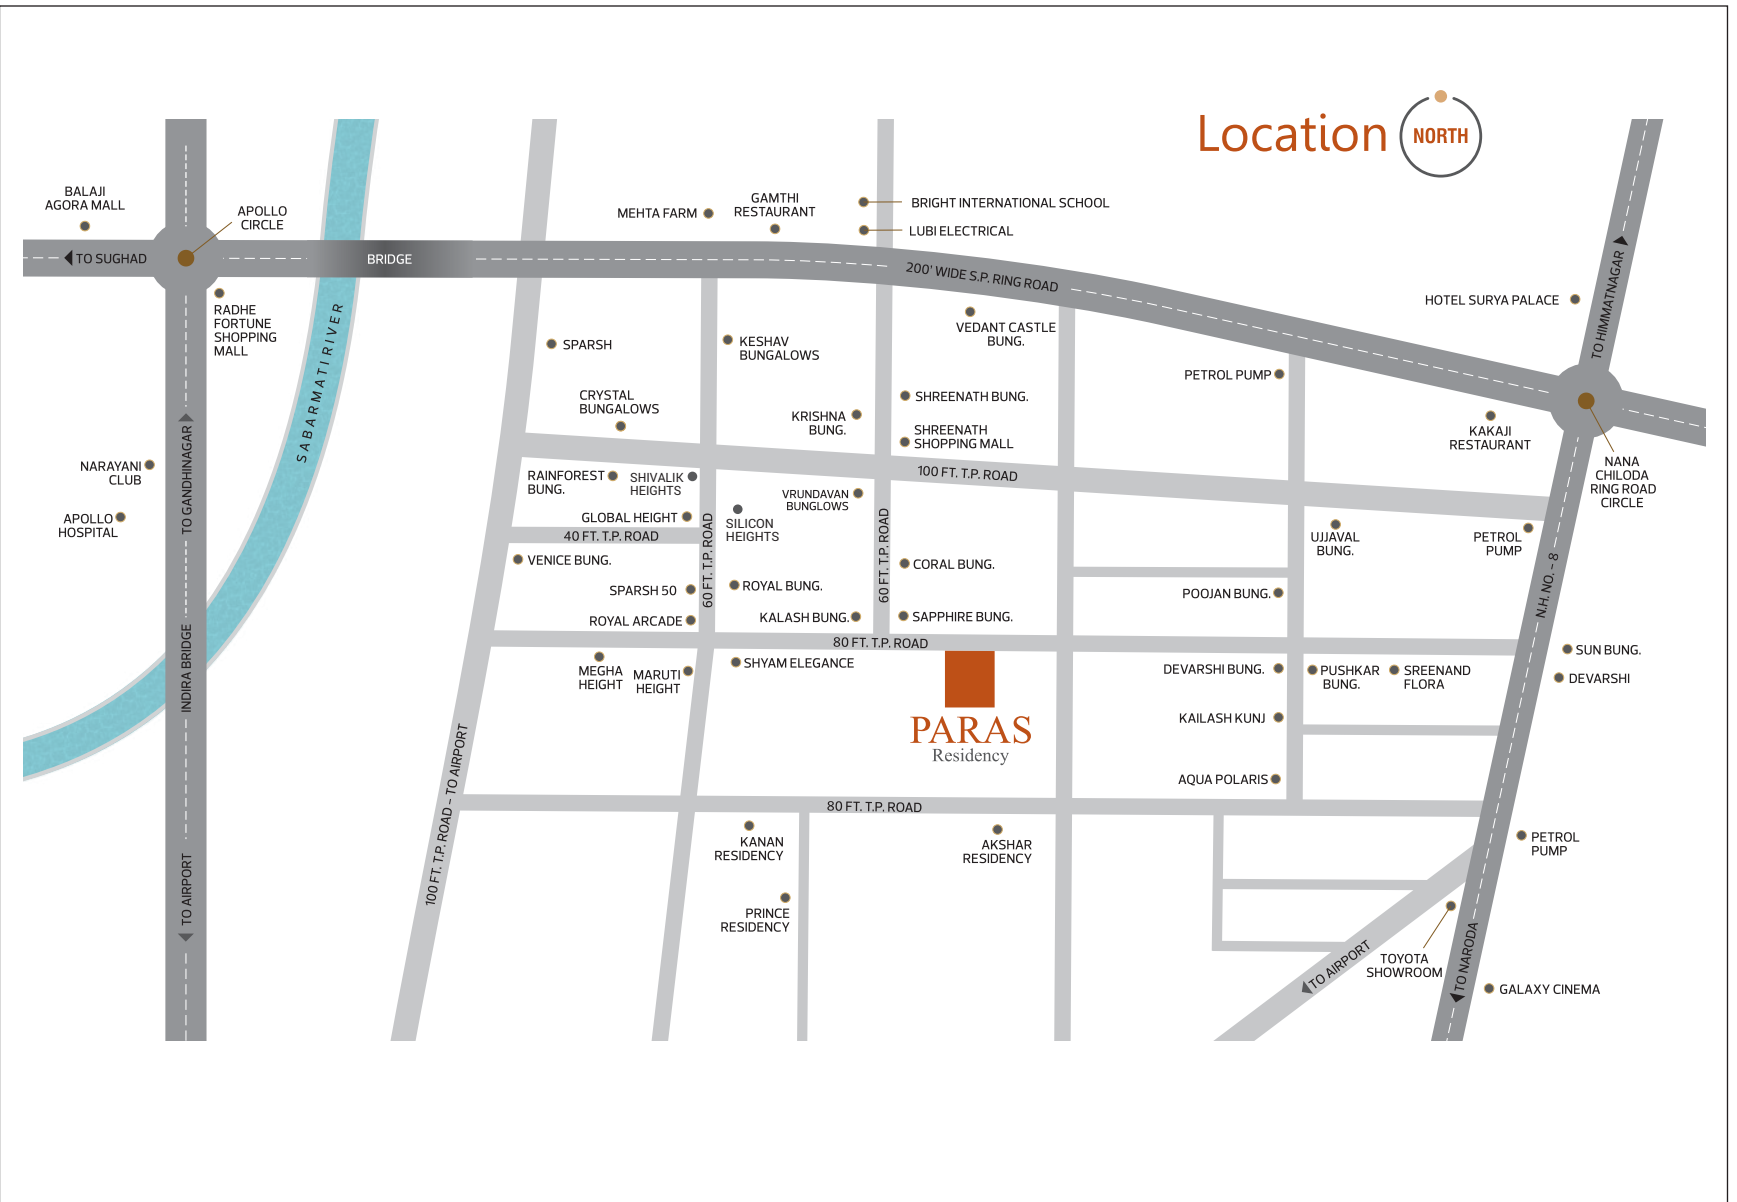 Location
NORTH
BALAJI
AGORA MALL
APOLLO
CIRCLE
TO SUGHAD
BRIDGE
MEHTA FARM
GAMTHI
RESTAURANT
BRIGHT INTERNATIONAL SCHOOL
LUBI ELECTRICAL
200' WIDE S.P. RING ROAD
TO HIMMATNAGAR
HOTEL SURYA PALACE
RADHE
FORTUNE
SHOPPING
MALL
SABARMATI RIVER
SPARSH
KESHAV
BUNGALOWS
VEDANT CASTLE
BUNG.
PETROL PUMP
CRYSTAL
BUNGALOWS
KRISHNA
BUNG.
SHREENATH BUNG.
SHREENATH
SHOPPING MALL
KAKAJI
RESTAURANT
NANA
CHILODA
RING ROAD
CIRCLE
NARAYANI
CLUB
APOLLO
HOSPITAL
TO GANDHINAGAR
100 FT. T.P. ROAD
RAINFOREST
BUNG.
SHIVALIK
HEIGHTS
GLOBAL HEIGHT
40 FT. T.P. ROAD
60 FT. T.P. ROAD
SILICON
HEIGHTS
VRUNDAVAN
BUNGLOWS
60 FT. T.P. ROAD
UJJAVAL
BUNG.
PETROL
PUMP
VENICE BUNG.
SPARSH 50
ROYAL BUNG.
CORAL BUNG.
POOJAN BUNG.
N.H. NO. - 8
ROYAL ARCADE
KALASH BUNG.
SAPPHIRE BUNG.
80 FT. T.P. ROAD
INDIRA BRIDGE
MEGHA
HEIGHT
MARUTI
HEIGHT
SHYAM ELEGANCE
PARAS
Residency
DEVARSHI BUNG.
PUSHKAR
BUNG.
SREENAND
FLORA
SUN BUNG.
DEVARSHI
KAILASH KUNJ
AQUA POLARIS
100 FT. T.P. ROAD - TO AIRPORT
80 FT. T.P. ROAD
KANAN
RESIDENCY
AKSHAR
RESIDENCY
PETROL
PUMP
TO AIRPORT
PRINCE
RESIDENCY
TO AIRPORT
TOYOTA
SHOWROOM
TO NARODA
GALAXY CINEMA